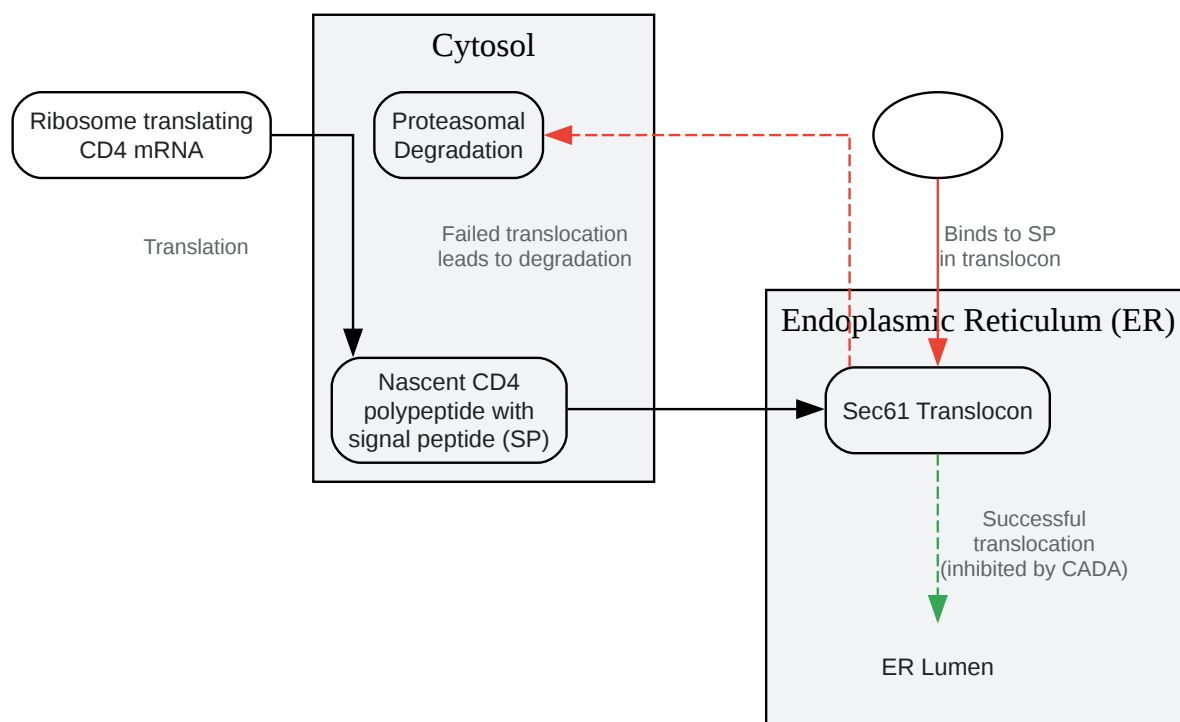 Cytosol
Ribosome translating
CD4 mRNA
Proteasomal
Degradation
Translation
Failed translocation
leads to degradation
Binds to SP
in translocon
Endoplasmic Reticulum (ER)
Nascent CD4
polypeptide with
signal peptide (SP)
Sec61 Translocon
Successful
translocation
(inhibited by CADA)
ER Lumen